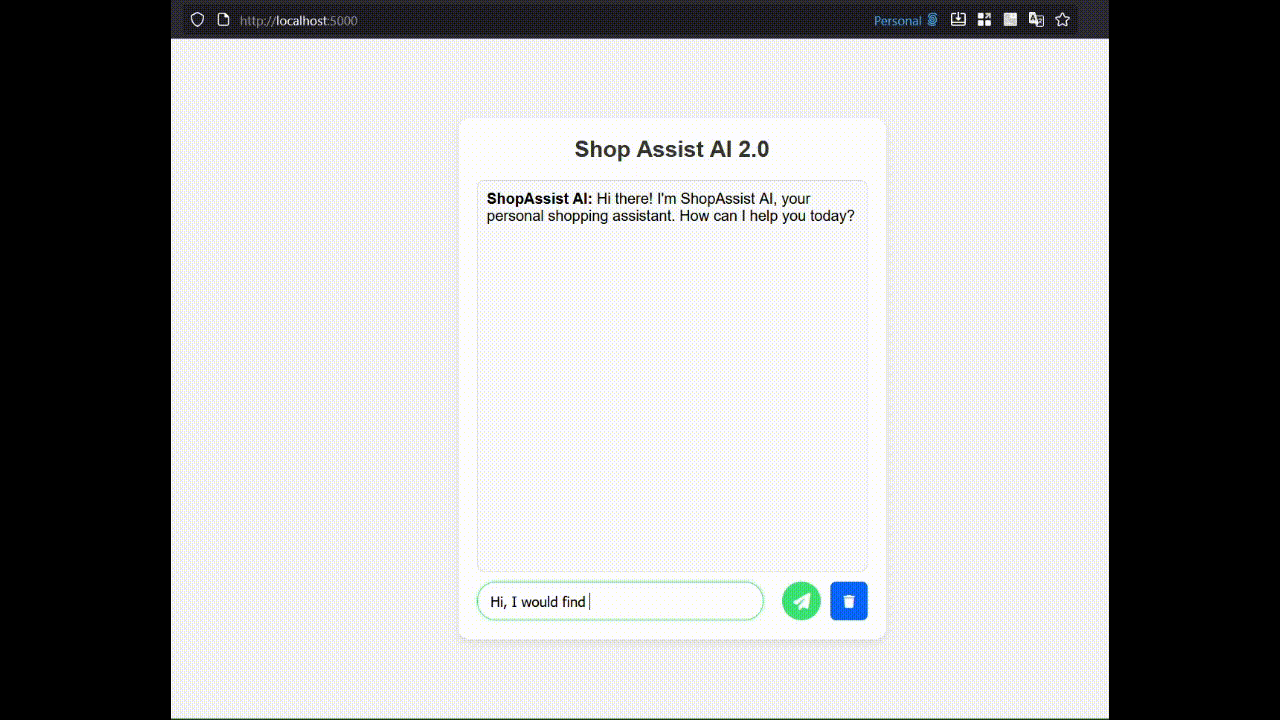 http://localhost:5000
Personal
Shop Assist AI 2.0
ShopAssist AI: Hi there! I'm ShopAssist AI, your
personal shopping assistant. How can I help you today?
Hi, I would find